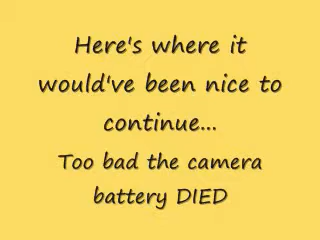 Here's where it
would've been nice to
continue...
Too bad the camera
battery DIED